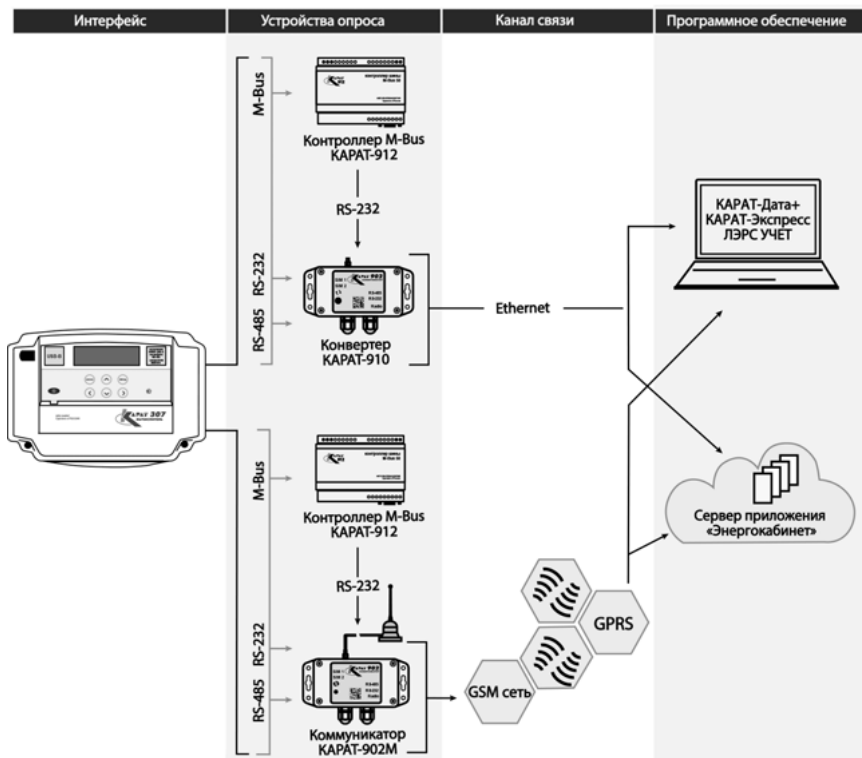 Интерфейс
Устройства опроса
Канал связи
Программное обеспечение
M-Bus
Контроллер M-Bus
КАРАТ-912
RS-232
RS-232
RS-485
Конвертер
КАРАТ-910
Ethernet
КАРАТ-Дата+
КАРАТ-Экспресс
ЛЭРС УЧЕТ
КАРАТ 307
M-Bus
Контроллер M-Bus
КАРАТ-912
RS-232
RS-232
RS-485
Коммуникатор
КАРАТ-902М
GSM сеть
GPRS
Сервер приложения
«Энергокабинет»